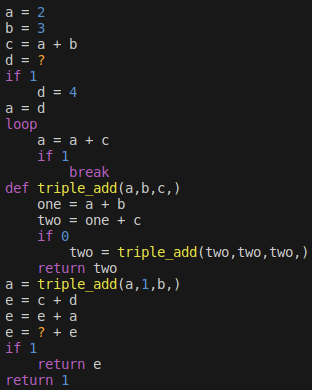 a = 2
b = 3
c = a + b
d = ?
if 1
    d = 4
a = d
loop
    a = a + c
    if 1
        break
def triple_add(a,b,c,)
    one = a + b
    two = one + c
    if 0
        two = triple_add(two,two,two,)
    return two
a = triple_add(a,1,b,)
e = c + d
e = e + a
e = ? + e
if 1
    return e
return 1